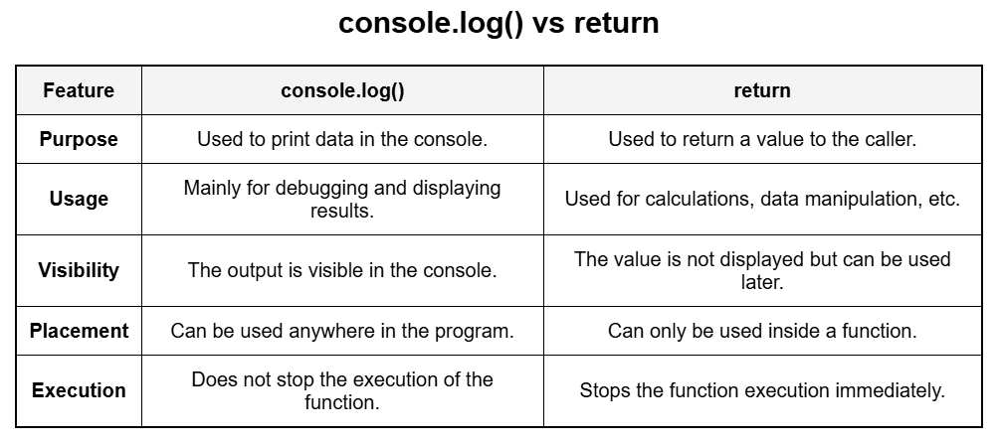 console.log() vs return
Feature
console.log()
return
Purpose
Used to print data in the console.
Used to return a value to the caller.
Usage
Mainly for debugging and displaying
results.
Used for calculations, data manipulation, etc.
Visibility
The output is visible in the console.
The value is not displayed but can be used
later.
Placement
Can be used anywhere in the program.
Can only be used inside a function.
Execution
Does not stop the execution of the
function.
Stops the function execution immediately.